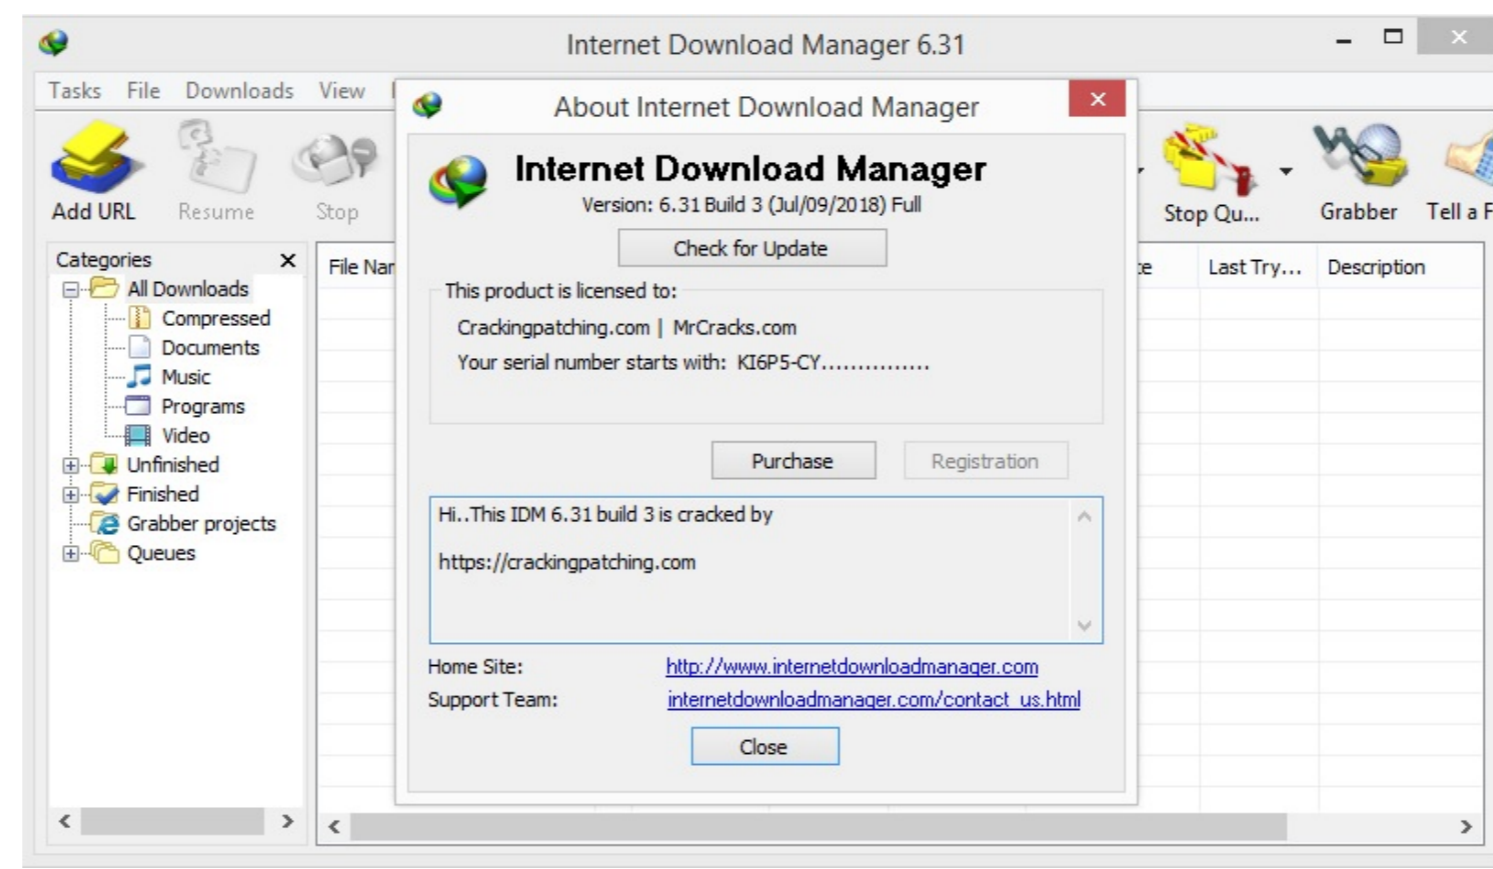 Internet Download Manager 6.31
Tasks File Downloads View
About Internet Download Manager
Internet Download Manager
Version: 6.31 Build 3 (Jul/09/2018) Full
Check for Update
Add URL Resume Stop
Stop Qu... Grabber Tell a F
Categories
File Nar
Last Try... Description
All Downloads
Compressed
Documents
Music
Programs
Video
Unfinished
Finished
Grabber projects
Queues
This product is licensed to:
Crackingpatching.com | MrCracks.com
Your serial number starts with: KI6P5-CY...............
Purchase Registration
Hi..This IDM 6.31 build 3 is cracked by
https://crackingpatching.com
Home Site: http://www.internetdownloadmanager.com
Support Team: internetdownloadmanager.com/contact_us.html
Close